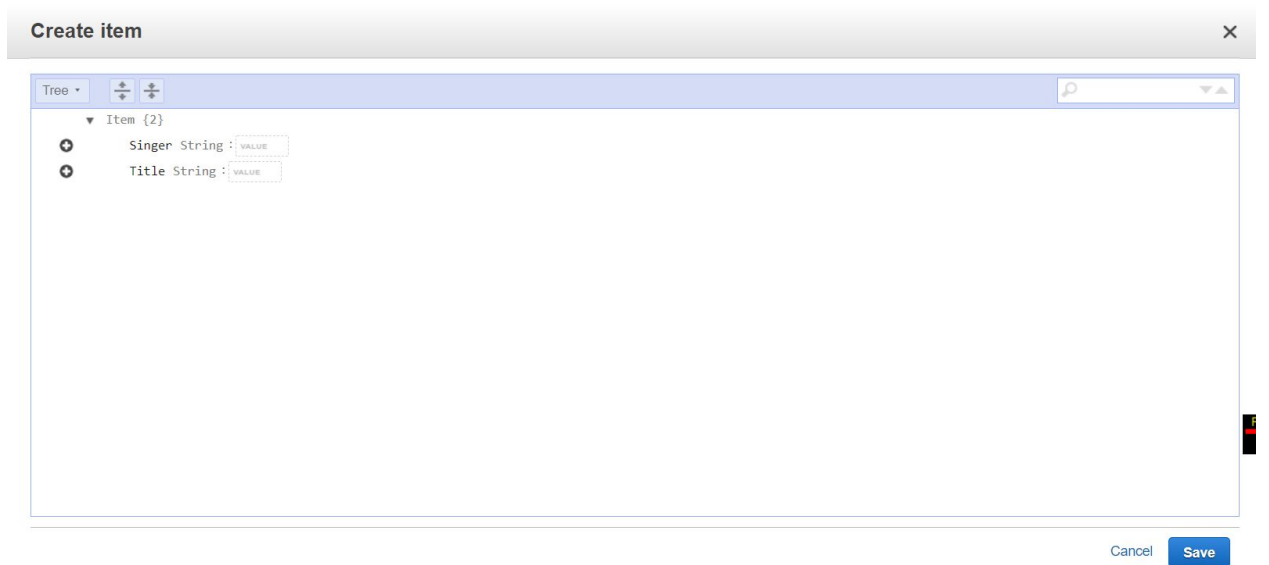 Create item
Tree
Item {2}
Singer String : VALUE
Title String : VALUE
Cancel Save